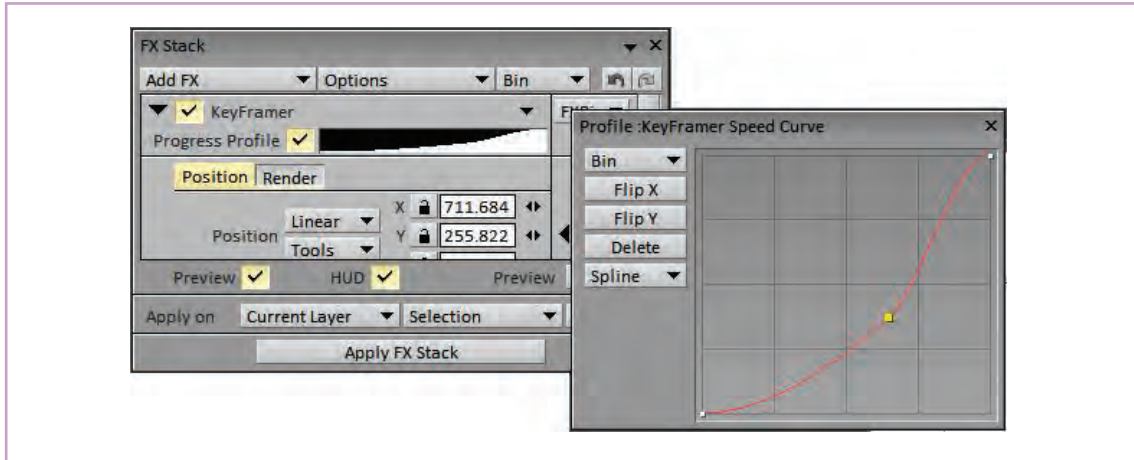 FX Stack
Add FX Options Bin
KeyFramer
Progress Profile
Position Render
Position Linear X 711.684
Tools Y 255.822
Preview HUD Preview
Apply on Current Layer Selection
Apply FX Stack
Profile :KeyFramer Speed Curve
Bin
Flip X
Flip Y
Delete
Spline